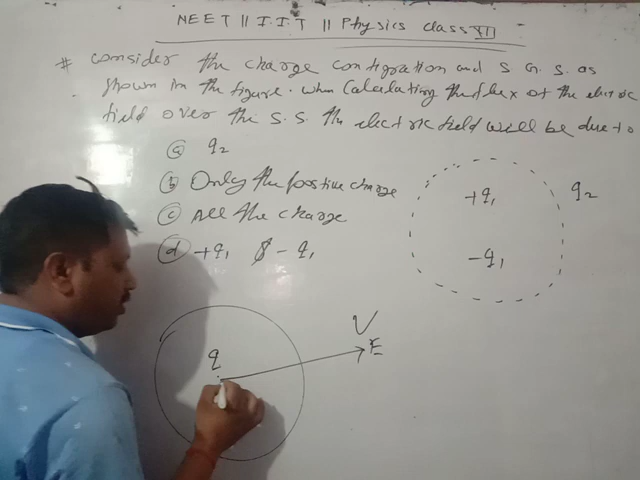 NEET || I.I.T || Physics class XII
# consider the charge configration and S G.S. as
shown in the figure. when Calculating the flux of the electric
field over the S.S. the electric field will be due to
(a) q2
(b) Only the positive charge
(c) All the charge
(d) +q1 & -q1
+q1
q2
-q1
q
E